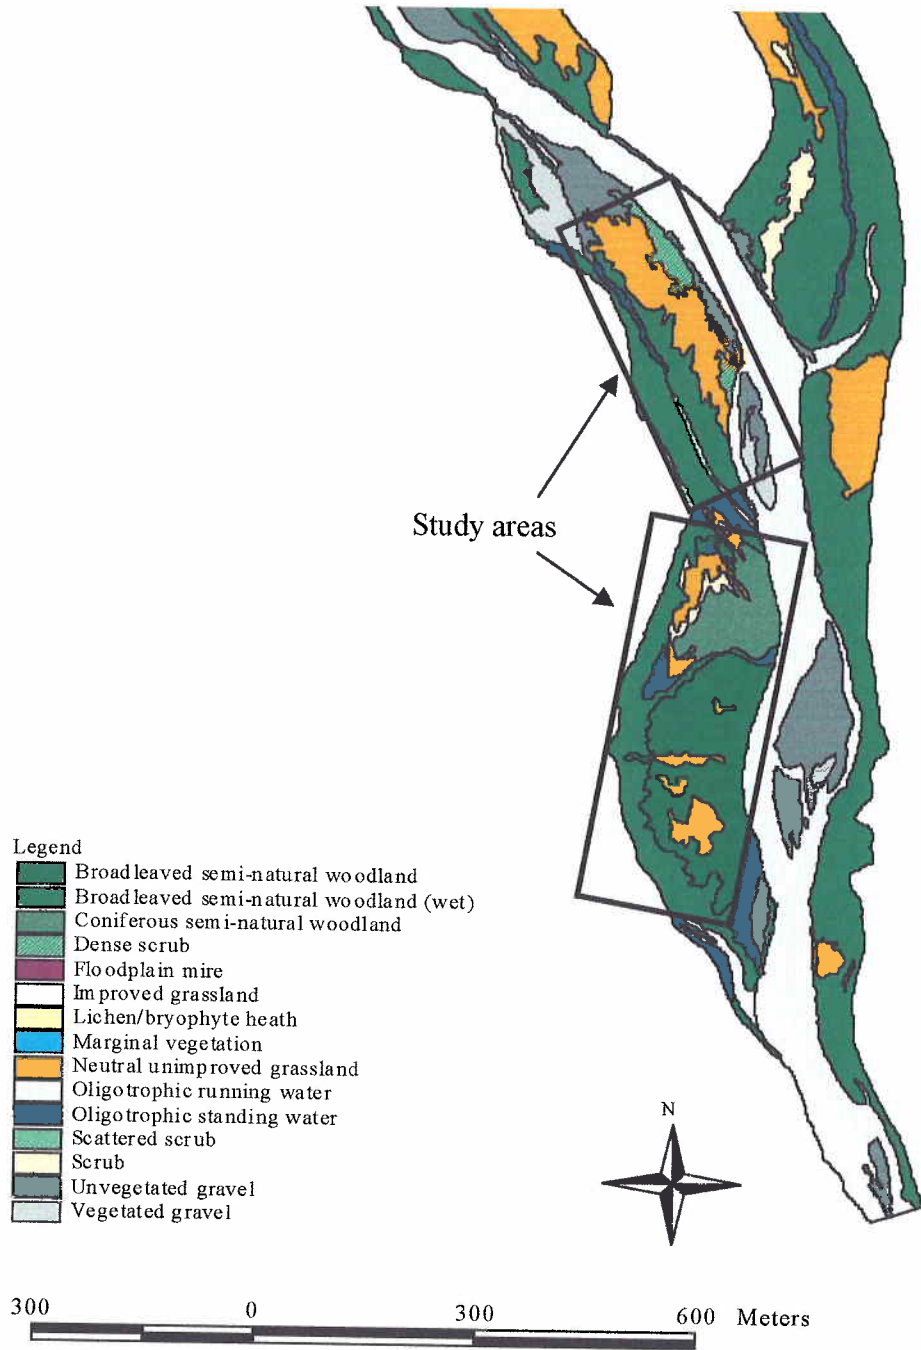 Study areas
Legend
Broadleaved semi-natural woodland
Broadleaved semi-natural woodland (wet)
Coniferous semi-natural woodland
Dense scrub
Floodplain mire
Improved grassland
Lichen/bryophyte heath
Marginal vegetation
Neutral unimproved grassland
Oligotrophic running water
Oligotrophic standing water
Scattered scrub
Scrub
Unvegetated gravel
Vegetated gravel
N
300 0 300 600 Meters